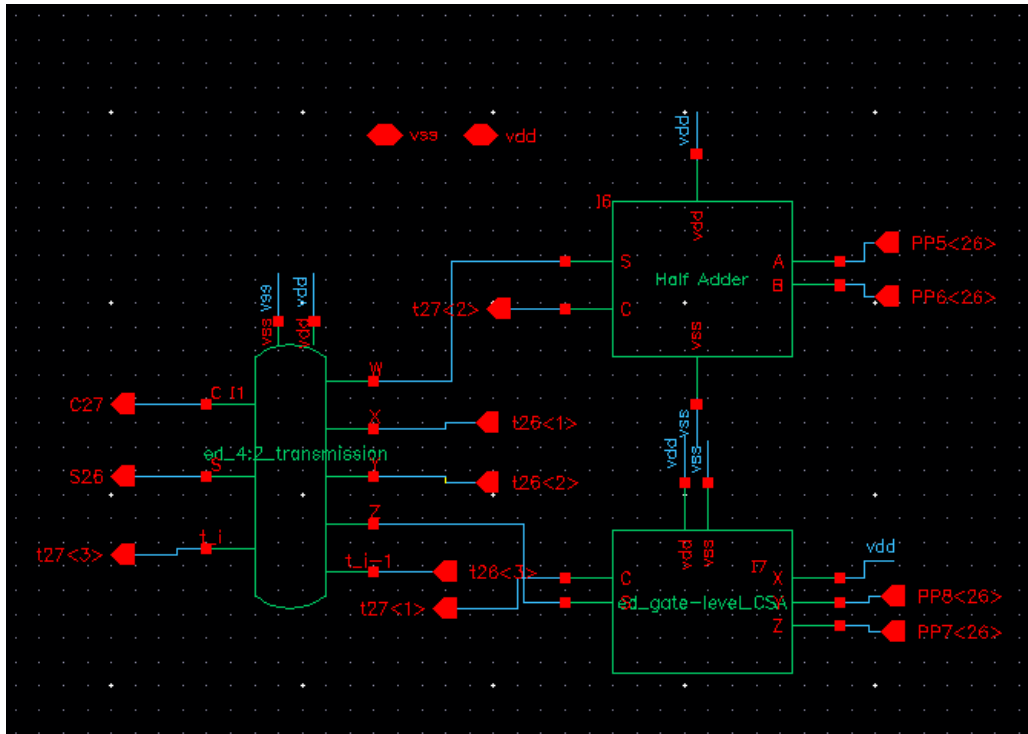 vss
vdd
vdd
I6
vdd
Half Adder
S
C
A
B
vss
PP5<26>
PP6<26>
t27<2>
vss
vdd
vss
vdd
C
I1
S
t_i
ed_4:2_transmission
W
X
Y
Z
t_i-1
C27
S26
t27<3>
t26<1>
t26<2>
t26<3>
t27<1>
vss
vdd
vss
vdd
vss
I7
C
S
ed_gate-level_CSA
X
Z
vdd
PP8<26>
PP7<26>